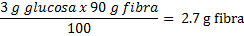 3 g glucosa x 90 g fibra
100
= 2.7 g fibra